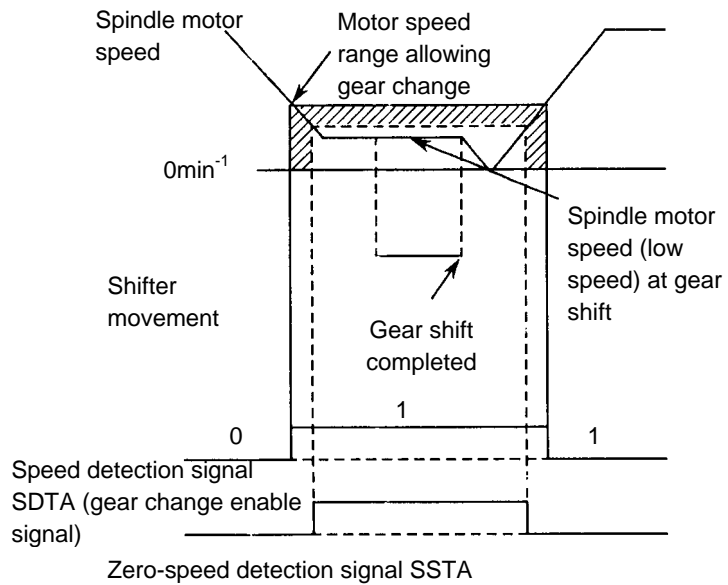 Spindle motor
speed
Motor speed
range allowing
gear change
0min-1
Spindle motor
speed (low
speed) at gear
shift
Shifter
movement
Gear shift
completed
1
0
1
Speed detection signal
SDTA (gear change enable
signal)
Zero-speed detection signal SSTA